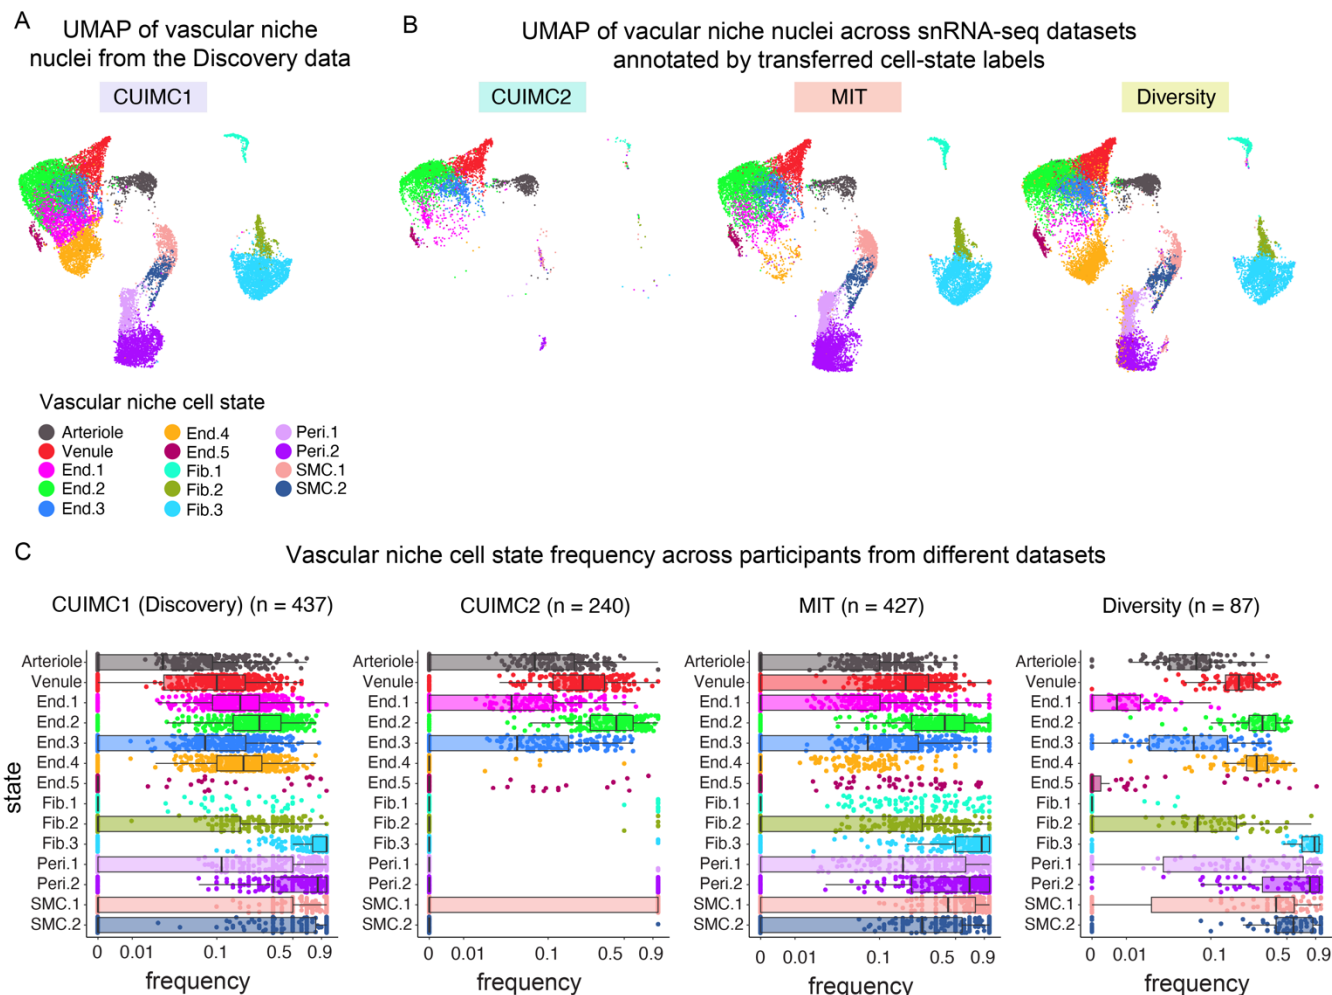 A
UMAP of vascular niche
nuclei from the Discovery data
CUIMC1
B
UMAP of vacular niche nuclei across snRNA-seq datasets
annotated by transferred cell-state labels
CUIMC2
MIT
Diversity
Vascular niche cell state
Arteriole
Venule
End.1
End.2
End.3
End.4
End.5
Fib.1
Fib.2
Fib.3
Peri.1
Peri.2
SMC.1
SMC.2
C
Vascular niche cell state frequency across participants from different datasets
CUIMC1 (Discovery) (n = 437)
state
Arteriole
Venule
End.1
End.2
End.3
End.4
End.5
Fib.1
Fib.2
Fib.3
Peri.1
Peri.2
SMC.1
SMC.2
0 0.01 0.1 0.5 0.9
frequency
CUIMC2 (n = 240)
Arteriole
Venule
End.1
End.2
End.3
End.4
End.5
Fib.1
Fib.2
Fib.3
Peri.1
Peri.2
SMC.1
SMC.2
0 0.01 0.1 0.5 0.9
frequency
MIT (n = 427)
Arteriole
Venule
End.1
End.2
End.3
End.4
End.5
Fib.1
Fib.2
Fib.3
Peri.1
Peri.2
SMC.1
SMC.2
0 0.01 0.1 0.5 0.9
frequency
Diversity (n = 87)
Arteriole
Venule
End.1
End.2
End.3
End.4
End.5
Fib.1
Fib.2
Fib.3
Peri.1
Peri.2
SMC.1
SMC.2
0 0.01 0.1 0.5 0.9
frequency